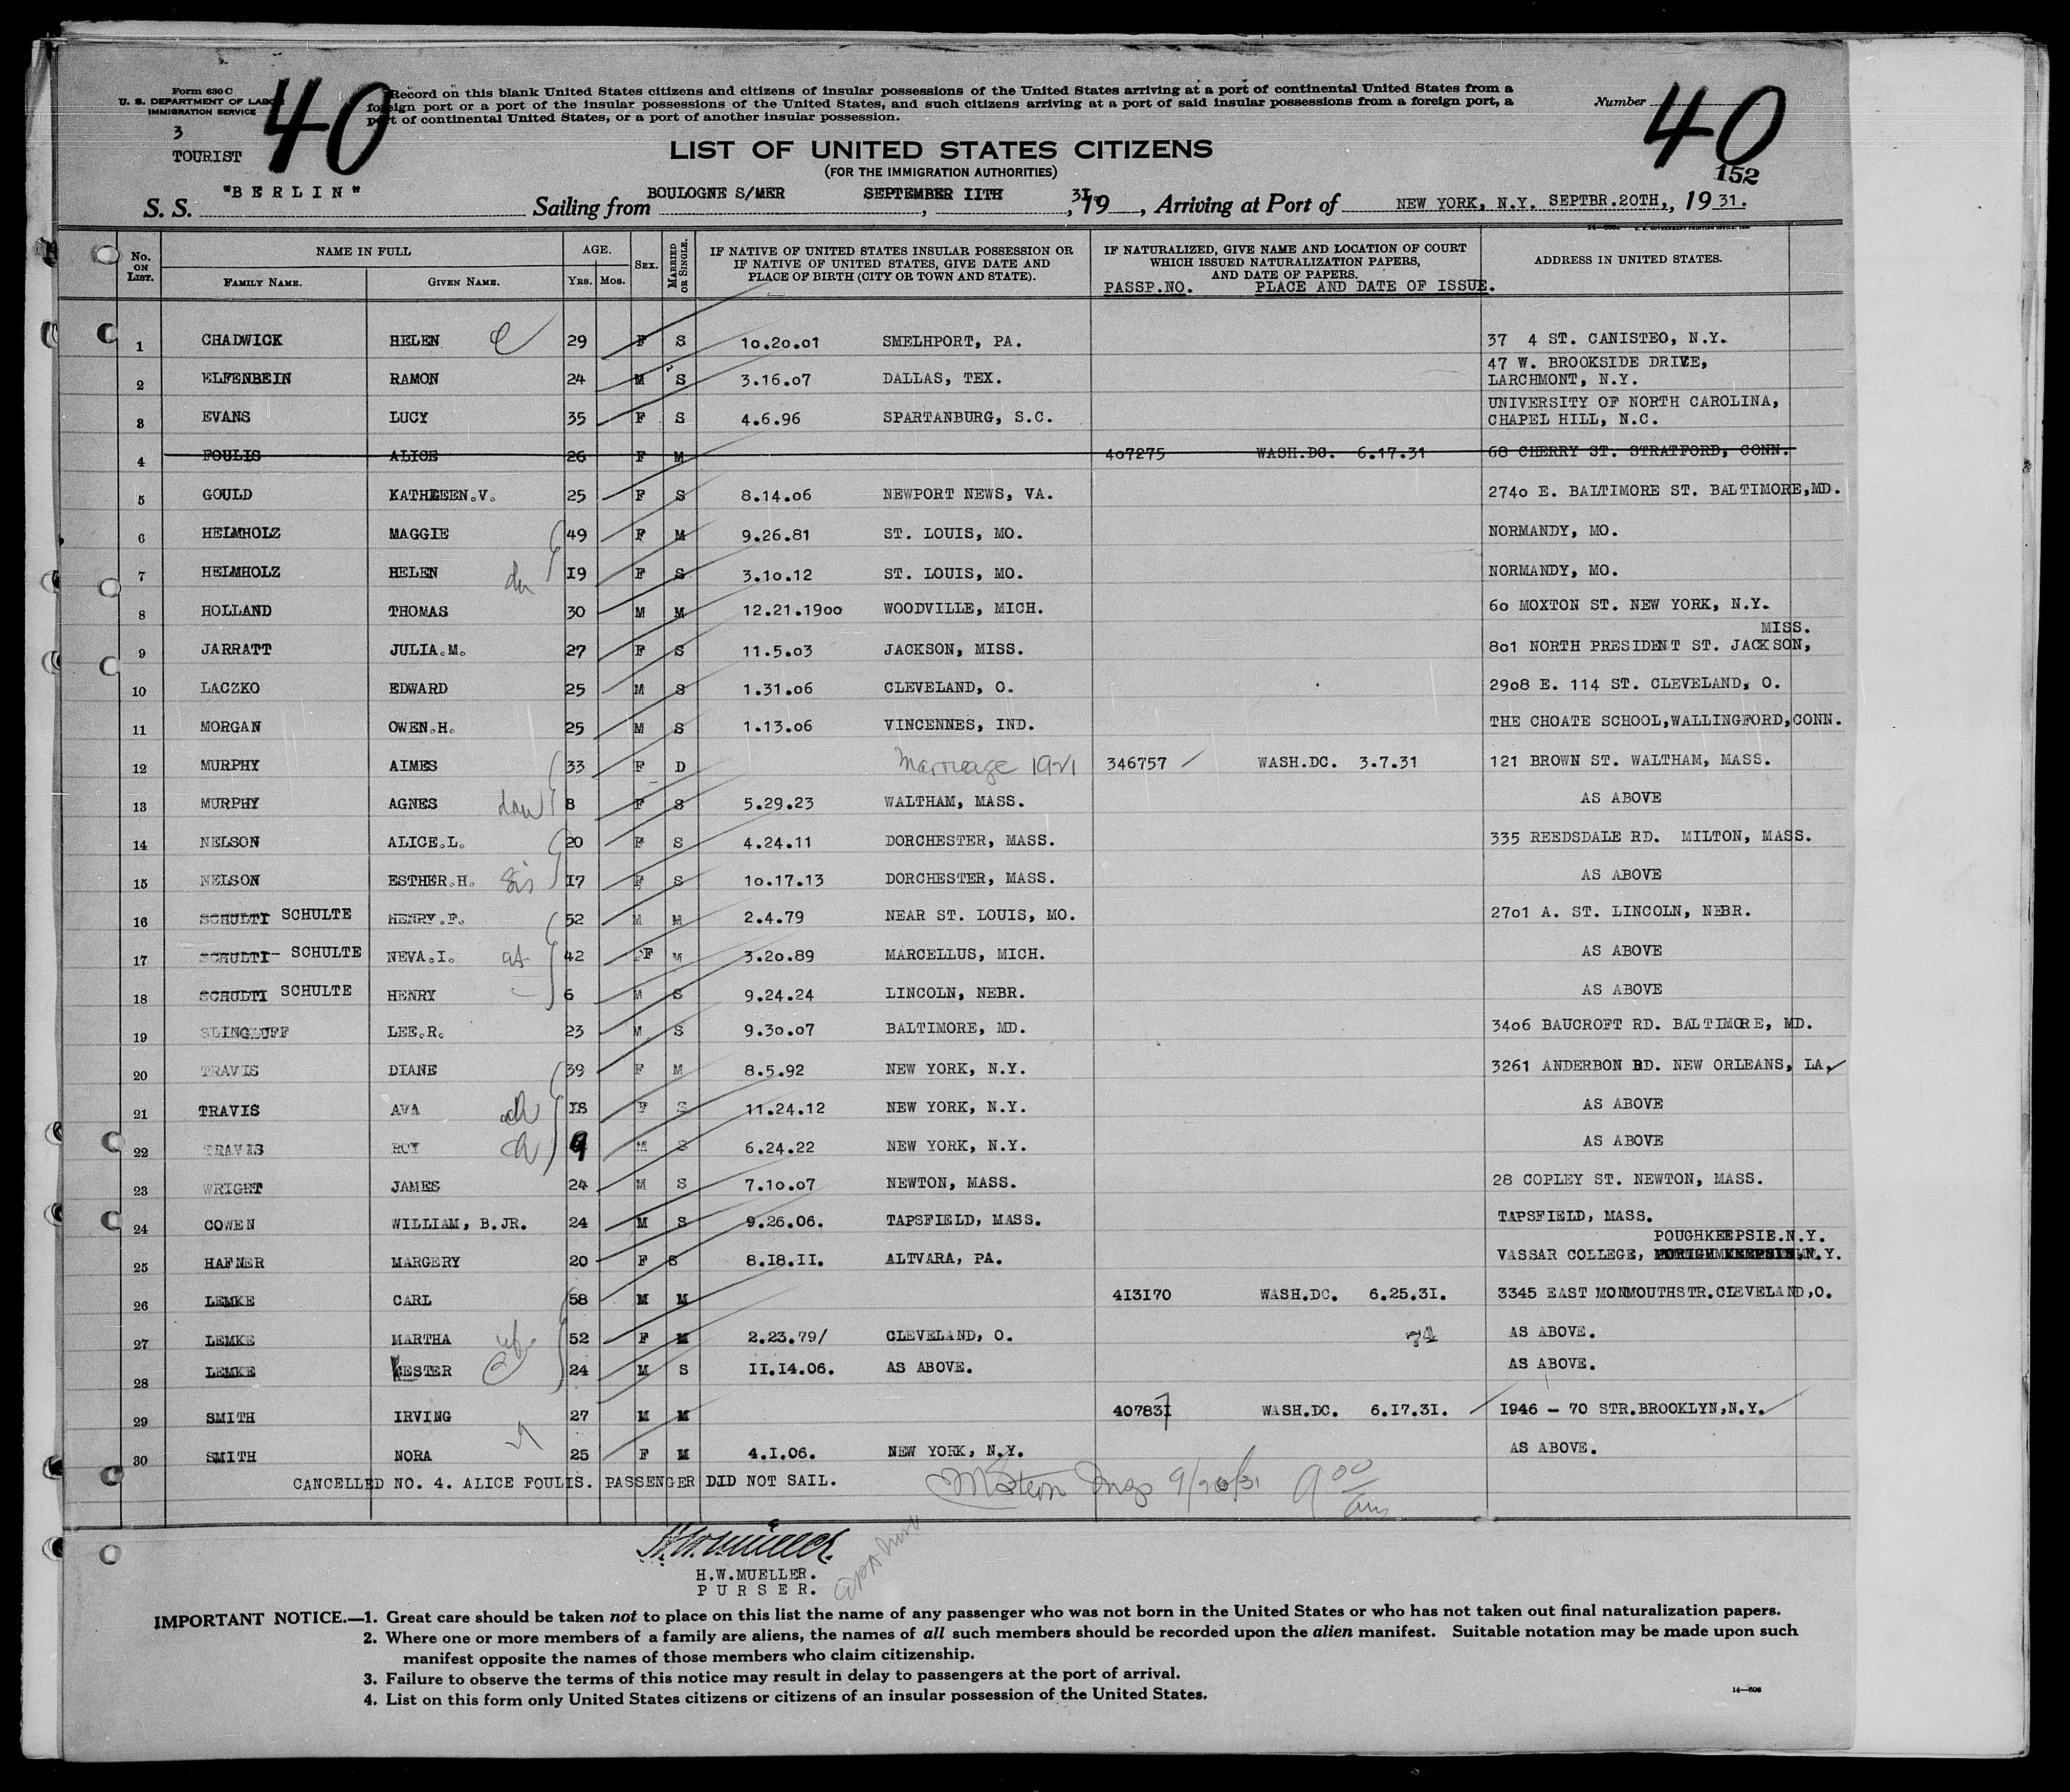 Form 630 C
U. S. DEPARTMENT OF LABOR
IMMIGRATION SERVICE
3
TOURIST
40
Record on this blank United States citizens and citizens of insular possessions of the United States arriving at a port of continental United States from a
foreign port or a port of the insular possessions of the United States, and such citizens arriving at a port of said insular possessions from a foreign port, a
port of continental United States, or a port of another insular possession.
Number
40
152
LIST OF UNITED STATES CITIZENS
(FOR THE IMMIGRATION AUTHORITIES)
S. S. "BERLIN" Sailing from BOULOGNE S/MER , SEPTEMBER IITH , 19 3I. , Arriving at Port of NEW YORK, N.Y. SEPTBR.20TH, , 19 31.
No. ON LIST. NAME IN FULL FAMILY NAME. GIVEN NAME. AGE. YRS. MOS. SEX. MARRIED OR SINGLE. IF NATIVE OF UNITED STATES INSULAR POSSESSION OR IF NATIVE OF UNITED STATES, GIVE DATE AND PLACE OF BIRTH (CITY OR TOWN AND STATE). IF NATURALIZED, GIVE NAME AND LOCATION OF COURT WHICH ISSUED NATURALIZATION PAPERS, AND DATE OF PAPERS. ADDRESS IN UNITED STATES.
PASSP.NO. PLACE AND DATE OF ISSUE.
1 CHADWICK HELEN 29 F S 10.20.01 SMELHPORT, PA. 37 4 ST. CANISTEO, N.Y.
2 ELFENBEIN RAMON 24 M S 3.16.07 DALLAS, TEX. 47 W. BROOKSIDE DRIVE, LARCHMONT, N.Y.
3 EVANS LUCY 35 F S 4.6.96 SPARTANBURG, S.C. UNIVERSITY OF NORTH CAROLINA, CHAPEL HILL, N.C.
4 FOULIS ALICE 26 F M 407275 WASH.DC. 6.17.31 68 CHERRY ST. STRATFORD, CONN.
5 GOULD KATHLEEN.V. 25 F S 8.14.06 NEWPORT NEWS, VA. 2740 E. BALTIMORE ST. BALTIMORE,MD.
6 HELMHOLZ MAGGIE 49 F M 9.26.81 ST. LOUIS, MO. NORMANDY, MO.
7 HELMHOLZ HELEN 19 F S 3.10.12 ST. LOUIS, MO. NORMANDY, MO.
8 HOLLAND THOMAS 30 M M 12.21.1900 WOODVILLE, MICH. 60 MOXTON ST. NEW YORK, N.Y.
9 JARRATT JULIA.M. 27 F S 11.5.03 JACKSON, MISS. 801 NORTH PRESIDENT ST. JACKSON, MISS.
10 LACZKO EDWARD 25 M S 1.31.06 CLEVELAND, O. 2908 E. 114 ST. CLEVELAND, O.
11 MORGAN OWEN.H. 25 M S 1.13.06 VINCENNES, IND. THE CHOATE SCHOOL,WALLINGFORD,CONN.
12 MURPHY AIMES 33 F D Marriage 1921 346757 WASH.DC. 3.7.31 121 BROWN ST. WALTHAM, MASS.
13 MURPHY AGNES dau 8 F S 5.29.23 WALTHAM, MASS. AS ABOVE
14 NELSON ALICE.L. 20 F S 4.24.11 DORCHESTER, MASS. 335 REEDSDALE RD. MILTON, MASS.
15 NELSON ESTHER.H. Sis 17 F S 10.17.13 DORCHESTER, MASS. AS ABOVE
16 SCHULTI SCHULTE HENRY.F. 52 M M 2.4.79 NEAR ST. LOUIS, MO. 2701 A. ST. LINCOLN, NEBR.
17 SCHULTI SCHULTE NEVA.I. 42 F M 3.20.89 MARCELLUS, MICH. AS ABOVE
18 SCHULTI SCHULTE HENRY 6 M S 9.24.24 LINCOLN, NEBR. AS ABOVE
19 SLINGLUFF LEE.R. 23 M S 9.30.07 BALTIMORE, MD. 3406 BAUCROFT RD. BALTIMORE, MD.
20 TRAVIS DIANE 39 F M 8.5.92 NEW YORK, N.Y. 3261 ANDERBON RD. NEW ORLEANS, LA.
21 TRAVIS AVA 18 F S 11.24.12 NEW YORK, N.Y. AS ABOVE
22 TRAVIS ROY 9 M S 6.24.22 NEW YORK, N.Y. AS ABOVE
23 WRIGHT JAMES 24 M S 7.10.07 NEWTON, MASS. 28 COPLEY ST. NEWTON, MASS.
24 COWEN WILLIAM, B.JR. 24 M S 9.26.06. TAPSFIELD, MASS. TAPSFIELD, MASS.
25 HAFNER MARGERY 20 F S 8.I8.II. ALTVARA, PA. VASSAR COLLEGE, POUGHKEEPSIE.N.Y.
26 LEMKE CARL 58 M M 4I3I70 WASH.DC. 6.25.3I. 3345 EAST MONMOUTHSTR.CLEVELAND,O.
27 LEMKE MARTHA wf 52 F M 2.23.79/ CLEVELAND, O. 74 AS ABOVE.
28 LEMKE LESTER 24 M S II.I4.06. AS ABOVE. AS ABOVE.
29 SMITH IRVING 27 M M 407837 WASH.DC. 6.I7.3I. I946 - 70 STR.BROOKLYN,N.Y.
30 SMITH NORA 25 F M 4.I.06. NEW YORK, N.Y. AS ABOVE.
CANCELLED NO. 4. ALICE FOULIS. PASSENGER DID NOT SAIL.
Insp 9/20/31 9 00 am
H.W.MUELLER.
PURSER.
IMPORTANT NOTICE.—1. Great care should be taken not to place on this list the name of any passenger who was not born in the United States or who has not taken out final naturalization papers.
2. Where one or more members of a family are aliens, the names of all such members should be recorded upon the alien manifest. Suitable notation may be made upon such
manifest opposite the names of those members who claim citizenship.
3. Failure to observe the terms of this notice may result in delay to passengers at the port of arrival.
4. List on this form only United States citizens or citizens of an insular possession of the United States.